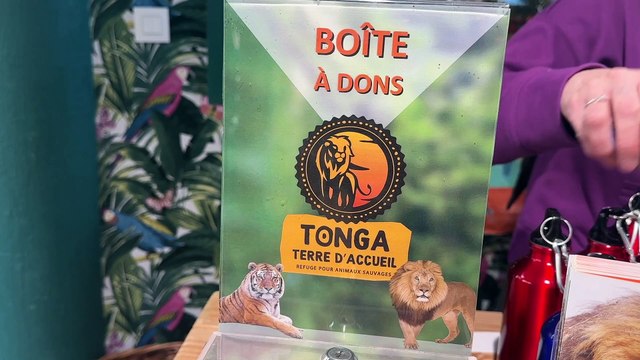 BOÎTE
À DONS
TONGA
TERRE D'ACCUEIL
REFUGE POUR ANIMAUX SAUVAGES